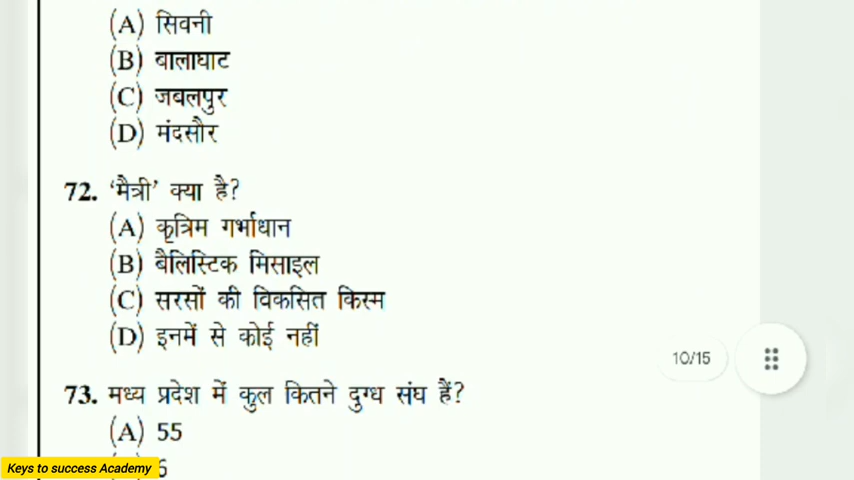 (A) सिवनी
(B) बालाघाट
(C) जबलपुर
(D) मंदसौर
72. ‘मैत्री’ क्या है?
(A) कृत्रिम गर्भाधान
(B) बैलिस्टिक मिसाइल
(C) सरसों की विकसित किस्म
(D) इनमें से कोई नहीं
10/15
73. मध्य प्रदेश में कुल कितने दुग्ध संघ हैं?
(A) 55
6
Keys to success Academy